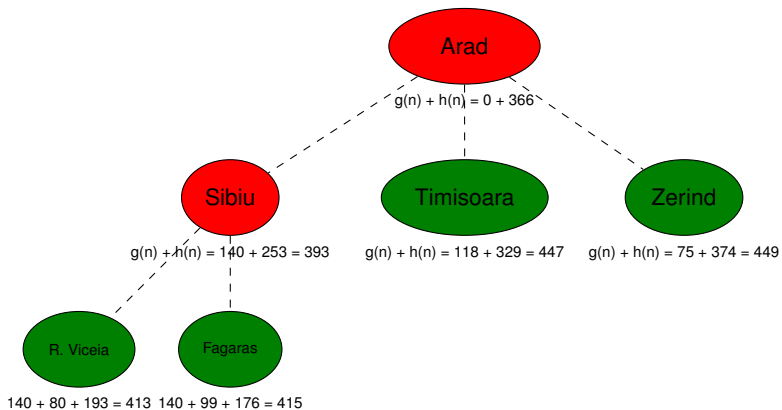 Arad
g(n) + h(n) = 0 + 366
Sibiu
Timisoara
Zerind
g(n) + h(n) = 140 + 253 = 393
g(n) + h(n) = 118 + 329 = 447
g(n) + h(n) = 75 + 374 = 449
R. Viceia
Fagaras
140 + 80 + 193 = 413
140 + 99 + 176 = 415